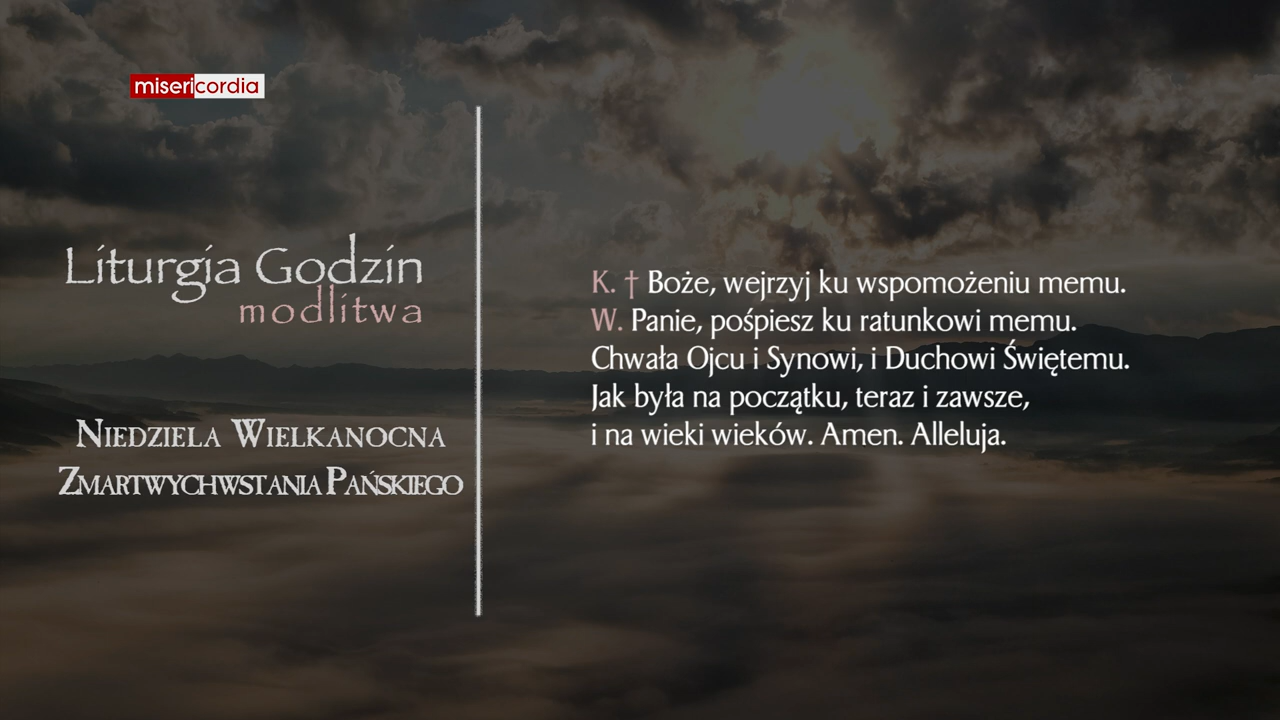 misericordia
Liturgia Godzin
modlitwa
Niedziela Wielkanocna
Zmartwychwstania Pańskiego
K. † Boże, wejrzyj ku wspomożeniu memu.
W. Panie, pośpiesz ku ratunkowi memu.
Chwała Ojcu i Synowi, i Duchowi Świętemu.
Jak była na początku, teraz i zawsze,
i na wieki wieków. Amen. Alleluja.